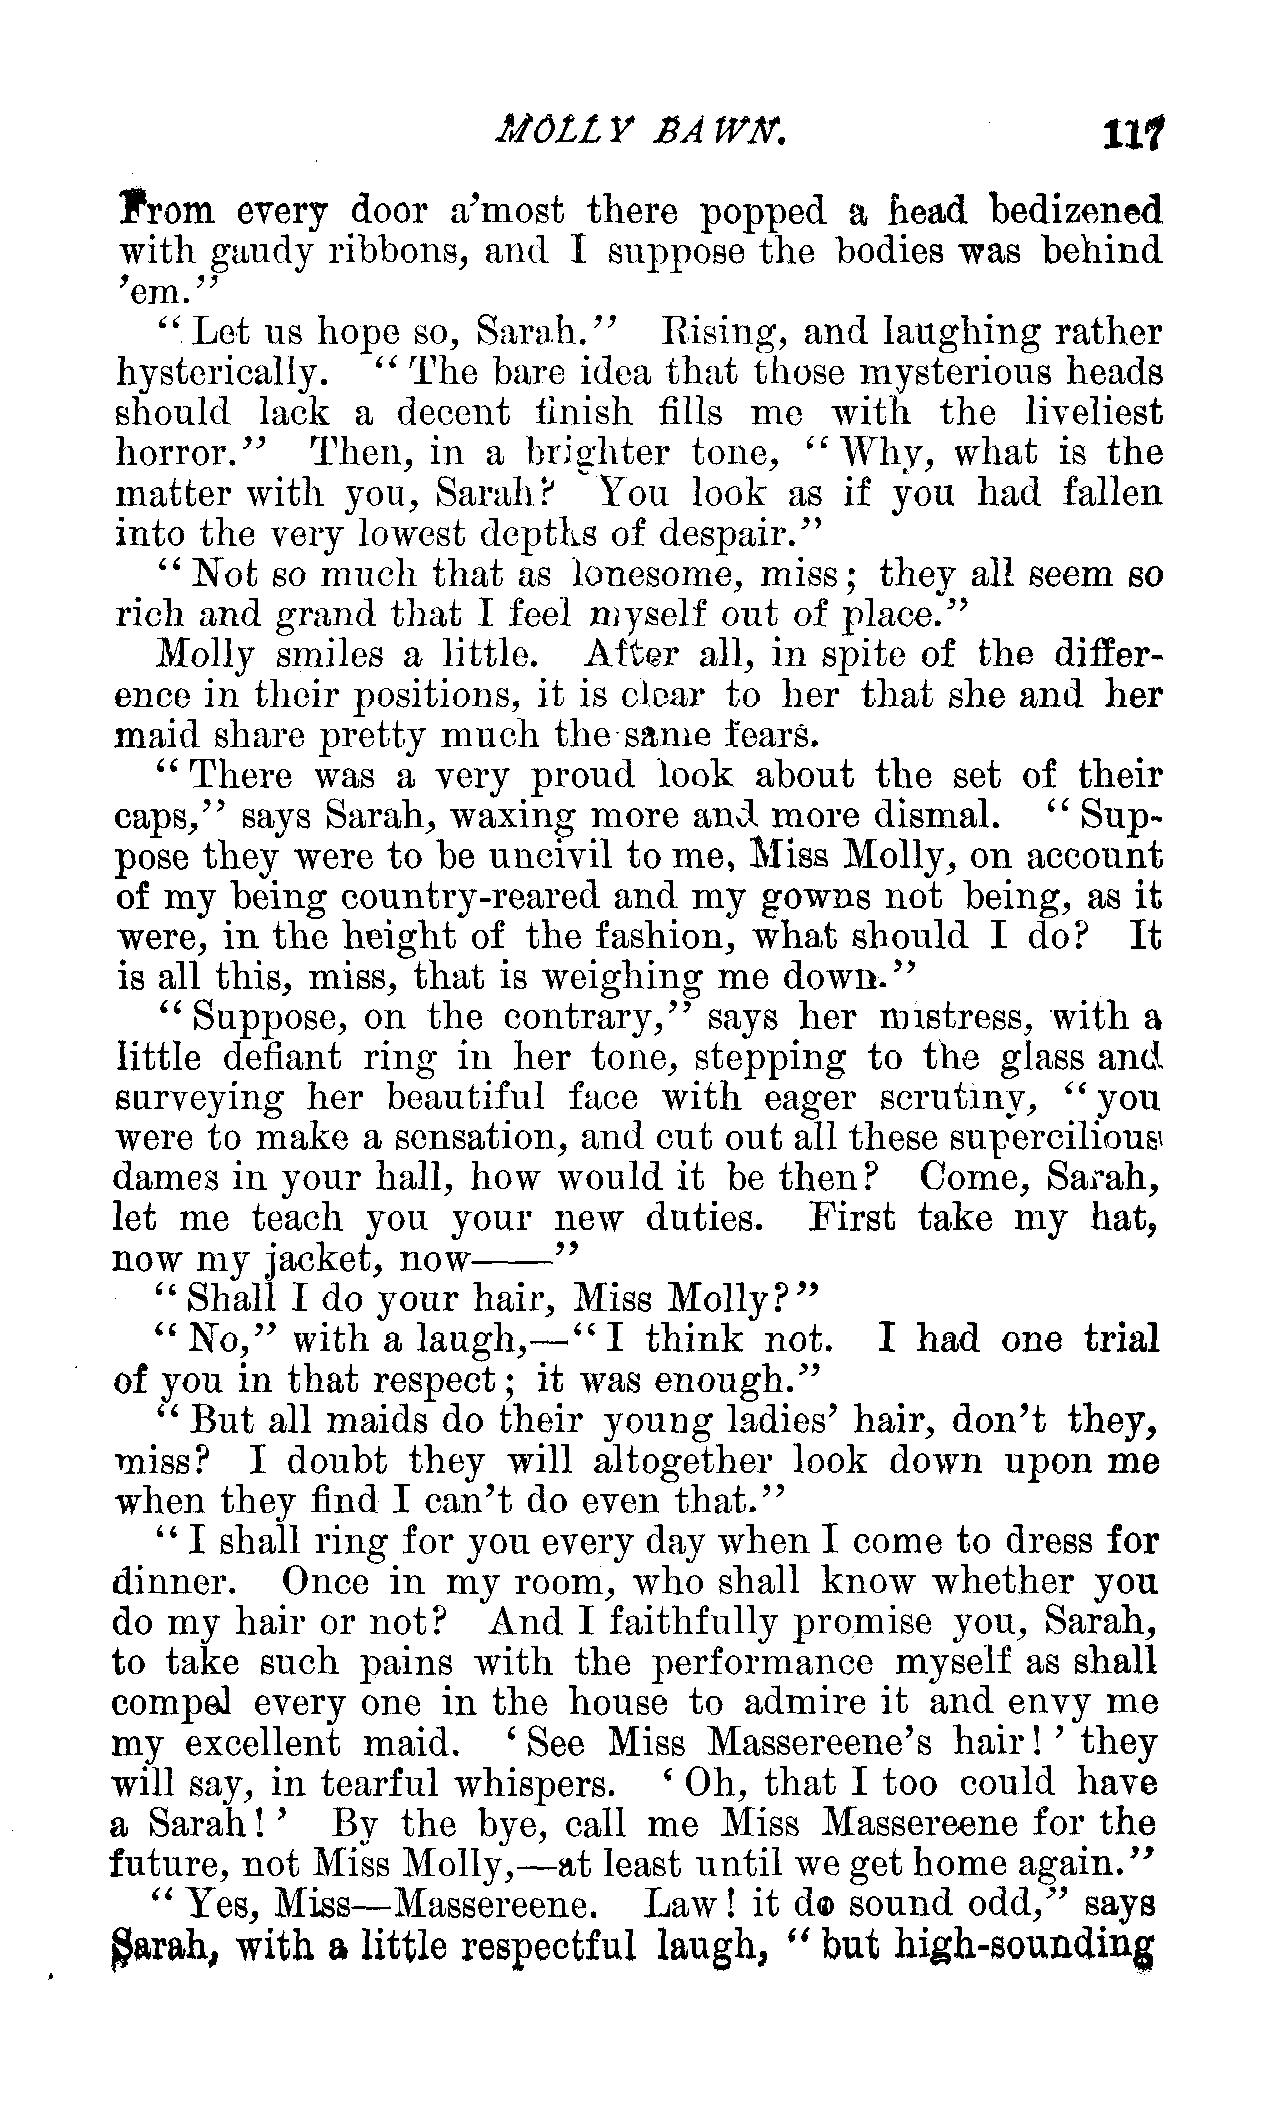 MOLLY BAWN. 117
From every door a'most there popped a head bedizened
with gaudy ribbons, and I suppose the bodies was behind
'em."
"Let us hope so, Sarah." Rising, and laughing rather
hysterically. "The bare idea that those mysterious heads
should lack a decent finish fills me with the liveliest
horror." Then, in a brighter tone, "Why, what is the
matter with you, Sarah? You look as if you had fallen
into the very lowest depths of despair."
"Not so much that as lonesome, miss; they all seem so
rich and grand that I feel myself out of place."
Molly smiles a little. After all, in spite of the differ-
ence in their positions, it is clear to her that she and her
maid share pretty much the same fears.
"There was a very proud look about the set of their
caps," says Sarah, waxing more and more dismal. "Sup-
pose they were to be uncivil to me, Miss Molly, on account
of my being country-reared and my gowns not being, as it
were, in the height of the fashion, what should I do? It
is all this, miss, that is weighing me down."
"Suppose, on the contrary," says her mistress, with a
little defiant ring in her tone, stepping to the glass and
surveying her beautiful face with eager scrutiny, "you
were to make a sensation, and cut out all these supercilious
dames in your hall, how would it be then? Come, Sarah,
let me teach you your new duties. First take my hat,
now my jacket, now——"
"Shall I do your hair, Miss Molly?"
"No," with a laugh,—"I think not. I had one trial
of you in that respect; it was enough."
"But all maids do their young ladies' hair, don't they,
miss? I doubt they will altogether look down upon me
when they find I can't do even that."
"I shall ring for you every day when I come to dress for
dinner. Once in my room, who shall know whether you
do my hair or not? And I faithfully promise you, Sarah,
to take such pains with the performance myself as shall
compel every one in the house to admire it and envy me
my excellent maid. 'See Miss Massereene's hair!' they
will say, in tearful whispers. 'Oh, that I too could have
a Sarah!' By the bye, call me Miss Massereene for the
future, not Miss Molly,—at least until we get home again."
"Yes, Miss—Massereene. Law! it do sound odd," says
Sarah, with a little respectful laugh, "but high-sounding